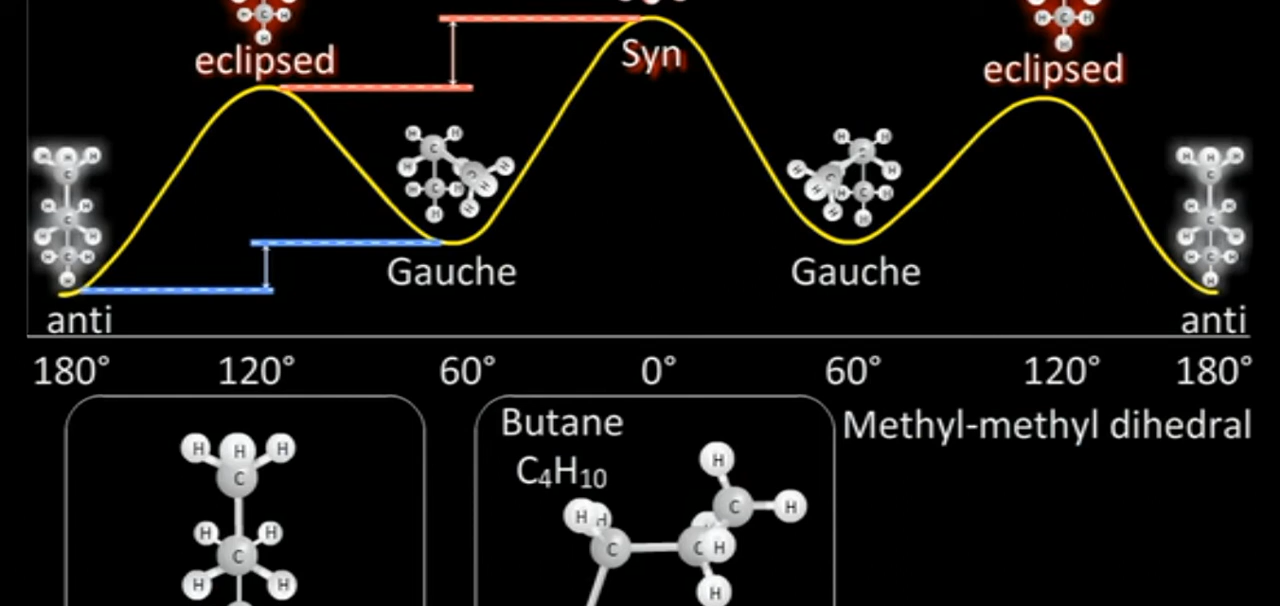 Syn
eclipsed
eclipsed
Gauche
Gauche
anti
anti
180° 120° 60° 0° 60° 120° 180°
Butane
C₄H₁₀
Methyl-methyl dihedral